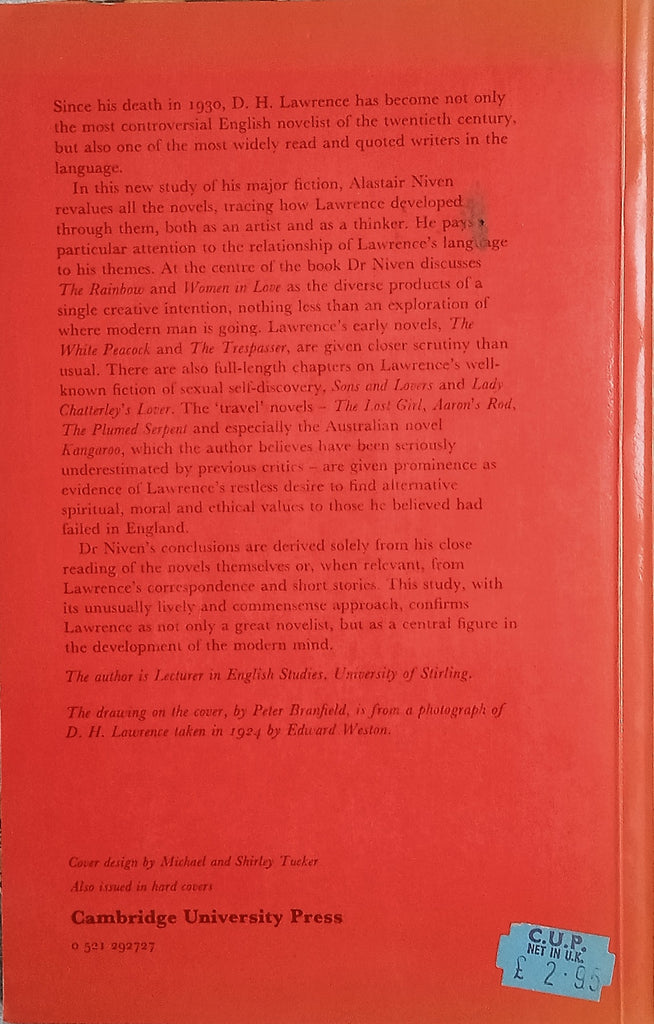 Since his death in 1930, D. H. Lawrence has become not only
the most controversial English novelist of the twentieth century,
but also one of the most widely read and quoted writers in the
language.
In this new study of his major fiction, Alastair Niven
revalues all the novels, tracing how Lawrence developed
through them, both as an artist and as a thinker. He pays
particular attention to the relationship of Lawrence's language
to his themes. At the centre of the book Dr Niven discusses
The Rainbow and Women in Love as the diverse products of a
single creative intention, nothing less than an exploration of
where modern man is going. Lawrence's early novels, The
White Peacock and The Trespasser, are given closer scrutiny than
usual. There are also full-length chapters on Lawrence's well-
known fiction of sexual self-discovery, Sons and Lovers and Lady
Chatterley's Lover. The 'travel' novels – The Lost Girl, Aaron's Rod,
The Plumed Serpent and especially the Australian novel
Kangaroo, which the author believes have been seriously
underestimated by previous critics – are given prominence as
evidence of Lawrence's restless desire to find alternative
spiritual, moral and ethical values to those he believed had
failed in England.
Dr Niven's conclusions are derived solely from his close
reading of the novels themselves or, when relevant, from
Lawrence's correspondence and short stories. This study, with
its unusually lively and commonsense approach, confirms
Lawrence as not only a great novelist, but as a central figure in
the development of the modern mind.
The author is Lecturer in English Studies, University of Stirling.
The drawing on the cover, by Peter Branfield, is from a photograph of
D. H. Lawrence taken in 1924 by Edward Weston.
Cover design by Michael and Shirley Tucker
Also issued in hard covers
Cambridge University Press
0 521 292727
C.U.P.
NET IN U.K.
£ 2·95